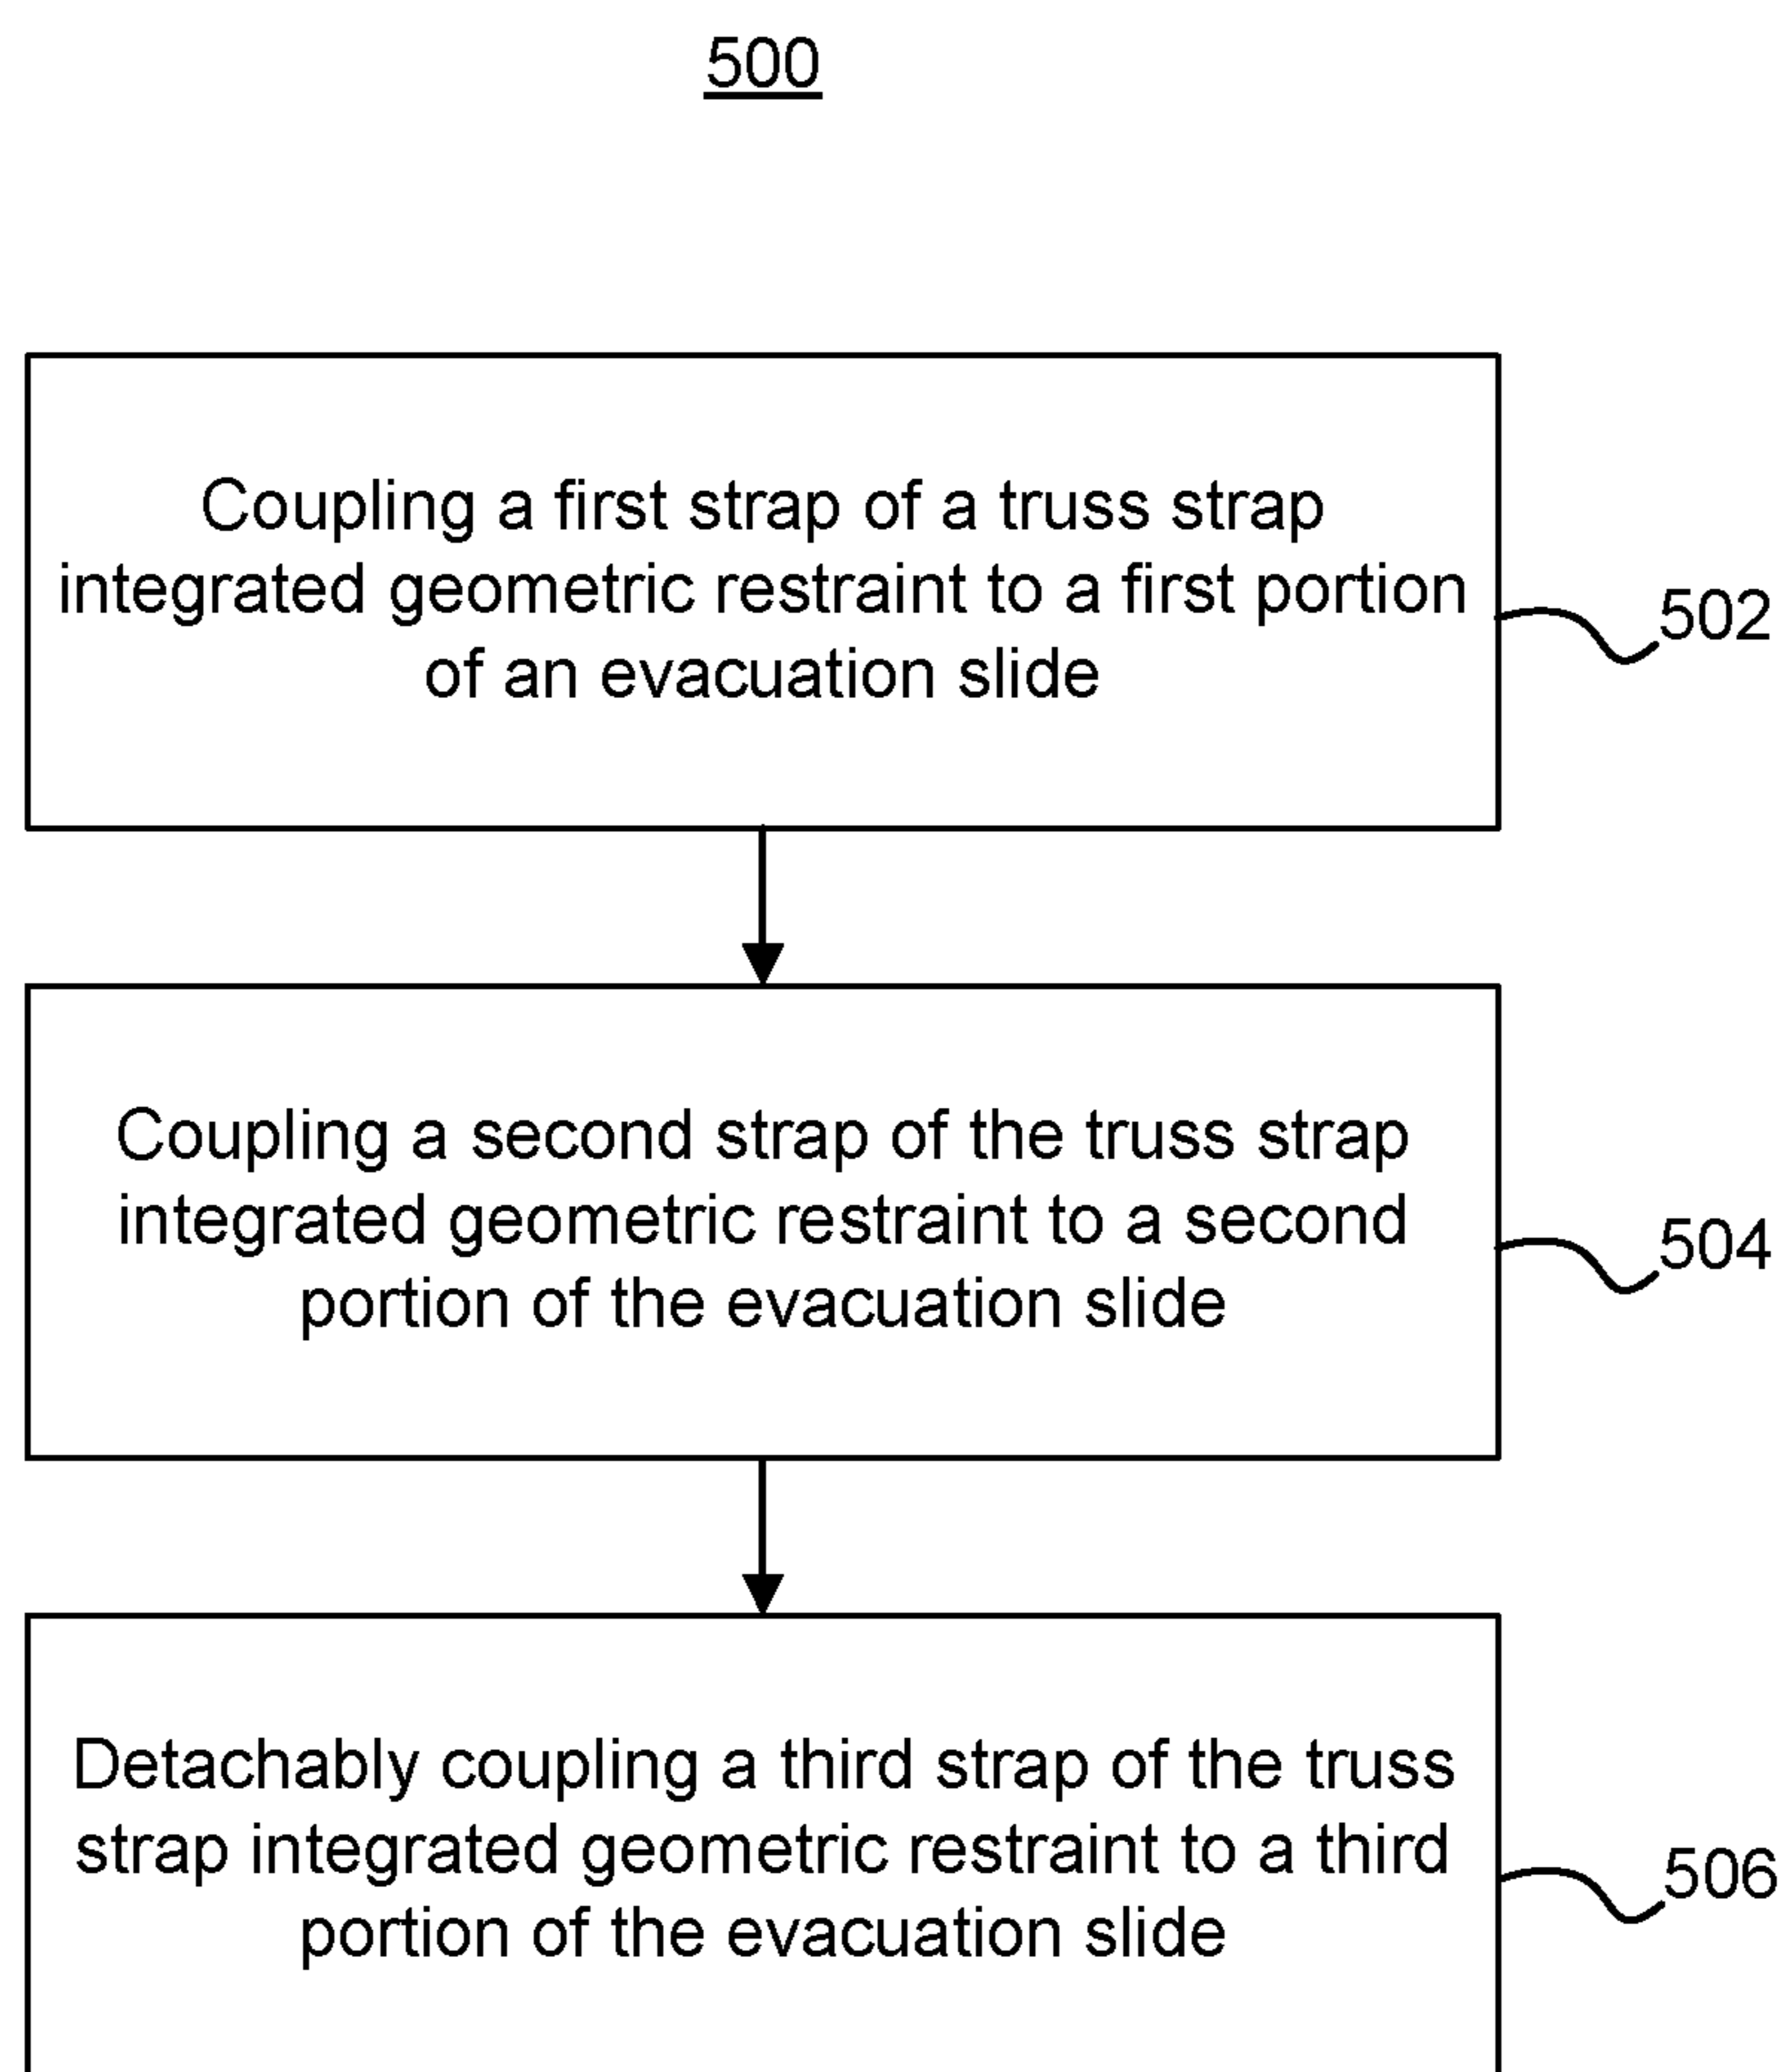 500
Coupling a first strap of a truss strap
integrated geometric restraint to a first portion
of an evacuation slide
502
Coupling a second strap of the truss strap
integrated geometric restraint to a second
portion of the evacuation slide
504
Detachably coupling a third strap of the truss
strap integrated geometric restraint to a third
portion of the evacuation slide
506